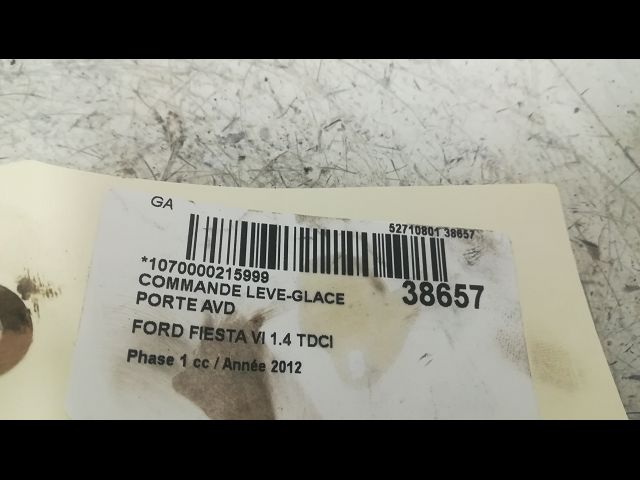 GA
52710801 38657
*1070000215999
COMMANDE LEVE-GLACE
38657
PORTE AVD
FORD FIESTA VI 1.4 TDCI
Phase 1 cc / Année 2012